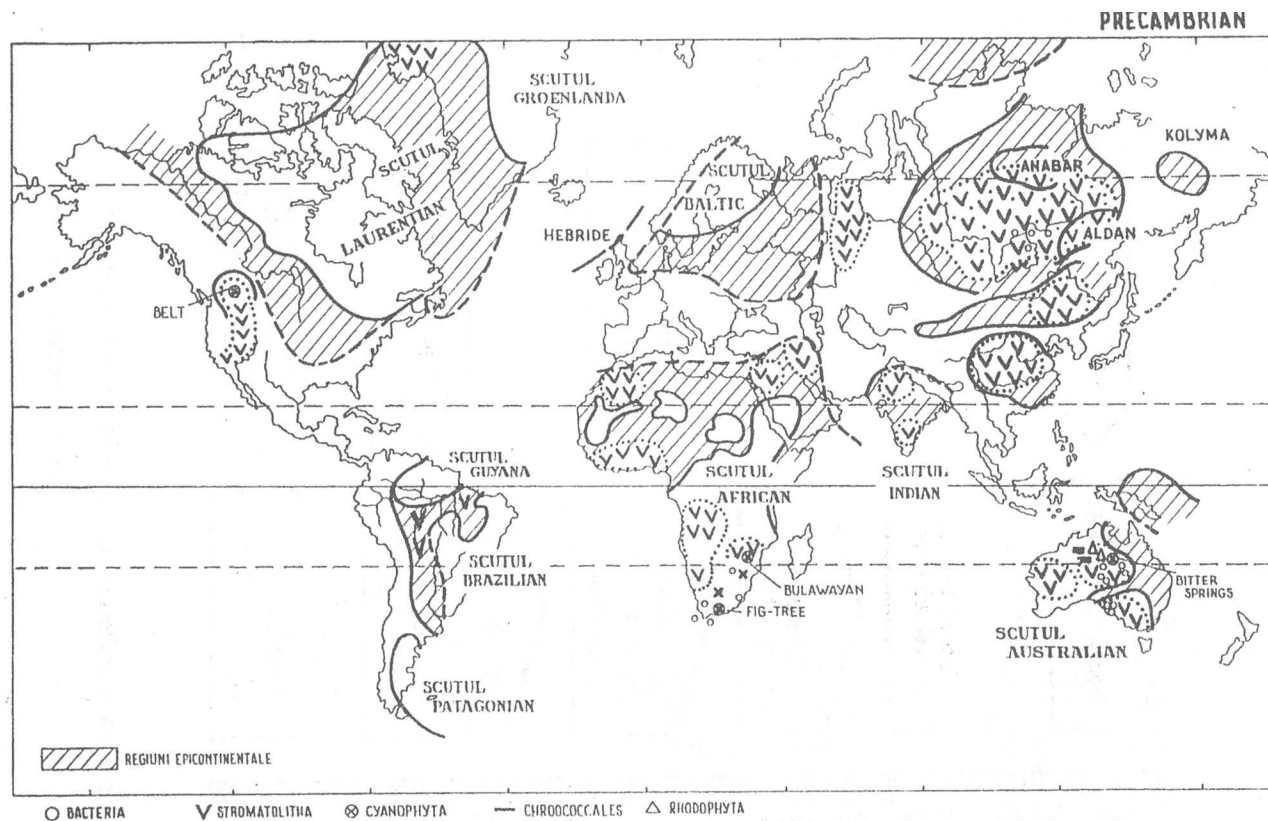 PRECAMBRIAN
SCUTUL
GROENLANDA
KOLYMA
ANABAR
SCUTUL
SCUTUL
BALTIC
LAURENTIAN
HEBRIDE
ALDAN
BELT
SCUTUL
GUYANA
SCUTUL
AFRICAN
SCUTUL
INDIAN
SCUTUL
BRAZILIAN
BULAWAYAN
BITTER
SPRINGS
FIG-TREE
SCUTUL
AUSTRALIAN
SCUTUL
PATAGONIAN
REGIUNI EPICONTINENTALE
BACTERIA STROMATOLITHA CYANOPHYTA CHROOCOCCALES RHODOPHYTA